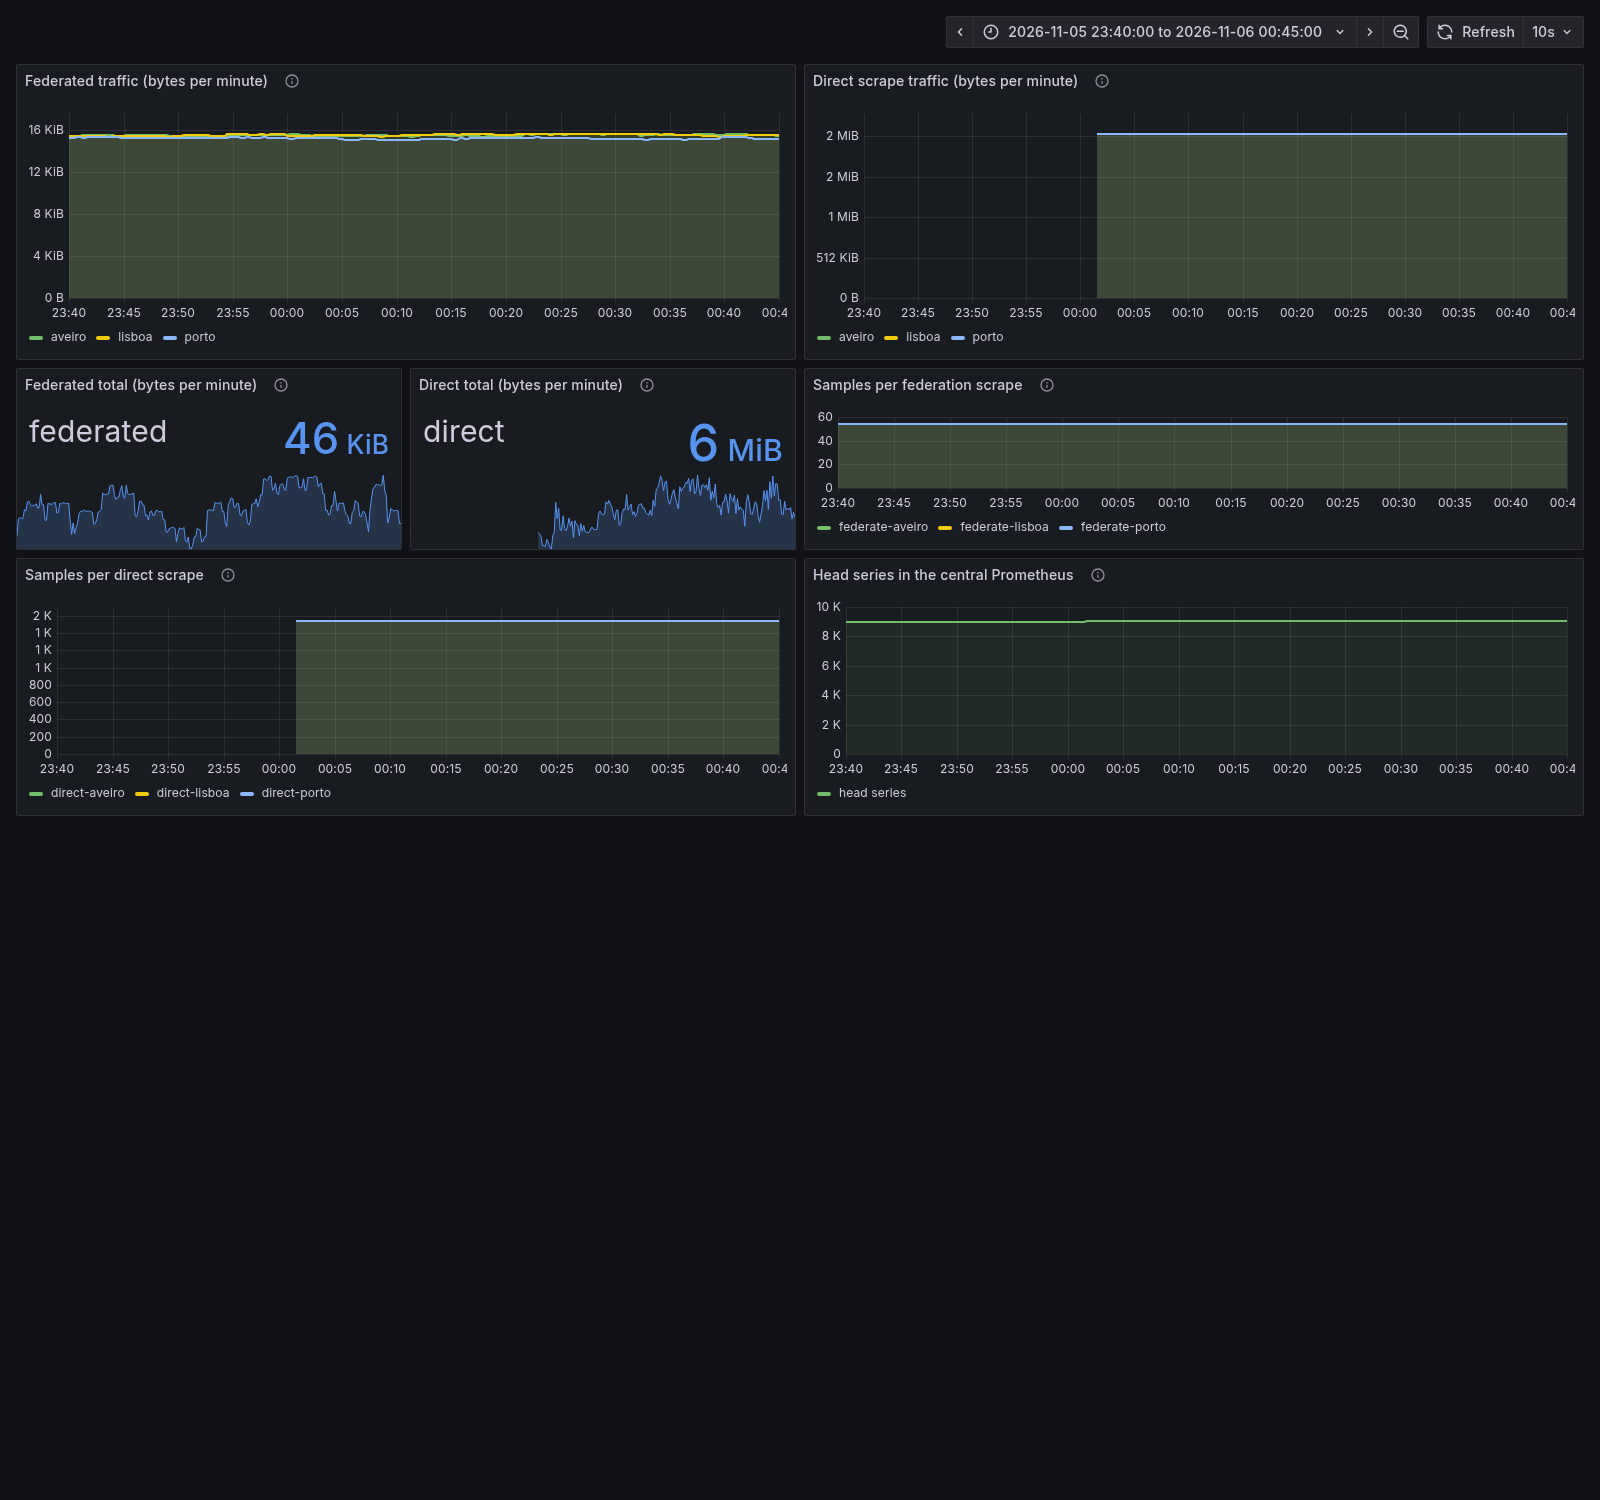 2026-11-05 23:40:00 to 2026-11-06 00:45:00 Refresh 10s
Federated traffic (bytes per minute)
16 KiB
12 KiB
8 KiB
4 KiB
0 B
23:40 23:45 23:50 23:55 00:00 00:05 00:10 00:15 00:20 00:25 00:30 00:35 00:40 00:4
aveiro lisboa porto
Direct scrape traffic (bytes per minute)
2 MiB
2 MiB
1 MiB
512 KiB
0 B
23:40 23:45 23:50 23:55 00:00 00:05 00:10 00:15 00:20 00:25 00:30 00:35 00:40 00:4
aveiro lisboa porto
Federated total (bytes per minute)
federated 46 KiB
Direct total (bytes per minute)
direct 6 MiB
Samples per federation scrape
60
40
20
0
23:40 23:45 23:50 23:55 00:00 00:05 00:10 00:15 00:20 00:25 00:30 00:35 00:40 00:4
federate-aveiro federate-lisboa federate-porto
Samples per direct scrape
2 K
1 K
1 K
1 K
800
600
400
200
0
23:40 23:45 23:50 23:55 00:00 00:05 00:10 00:15 00:20 00:25 00:30 00:35 00:40 00:4
direct-aveiro direct-lisboa direct-porto
Head series in the central Prometheus
10 K
8 K
6 K
4 K
2 K
0
23:40 23:45 23:50 23:55 00:00 00:05 00:10 00:15 00:20 00:25 00:30 00:35 00:40 00:4
head series